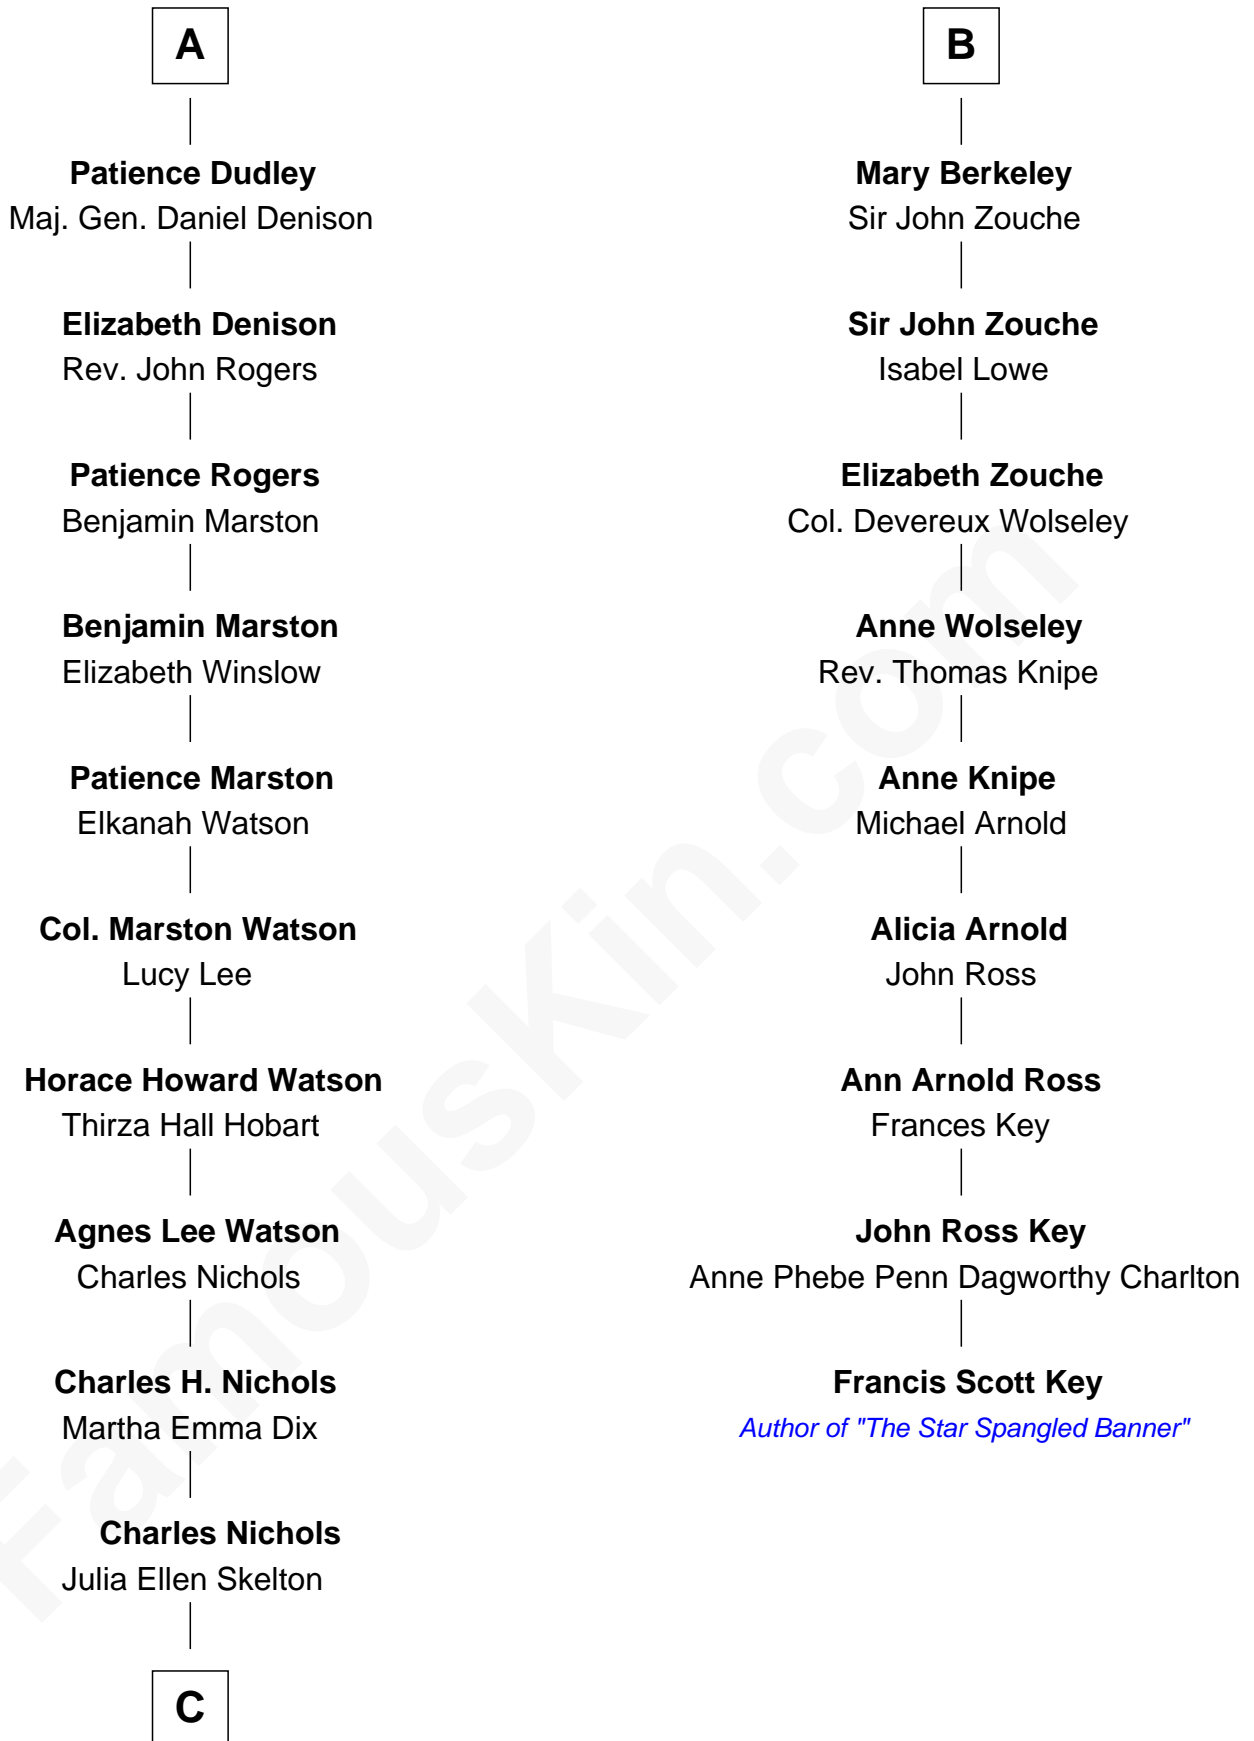 A
Patience Dudley
Maj. Gen. Daniel Denison
Elizabeth Denison
Rev. John Rogers
Patience Rogers
Benjamin Marston
Benjamin Marston
Elizabeth Winslow
Patience Marston
Elkanah Watson
Col. Marston Watson
Lucy Lee
Horace Howard Watson
Thirza Hall Hobart
Agnes Lee Watson
Charles Nichols
Charles H. Nichols
Martha Emma Dix
Charles Nichols
Julia Ellen Skelton
C
B
Mary Berkeley
Sir John Zouche
Sir John Zouche
Isabel Lowe
Elizabeth Zouche
Col. Devereux Wolseley
Anne Wolseley
Rev. Thomas Knipe
Anne Knipe
Michael Arnold
Alicia Arnold
John Ross
Ann Arnold Ross
Frances Key
John Ross Key
Anne Phebe Penn Dagworthy Charlton
Francis Scott Key
Author of "The Star Spangled Banner"
FamousKin.com